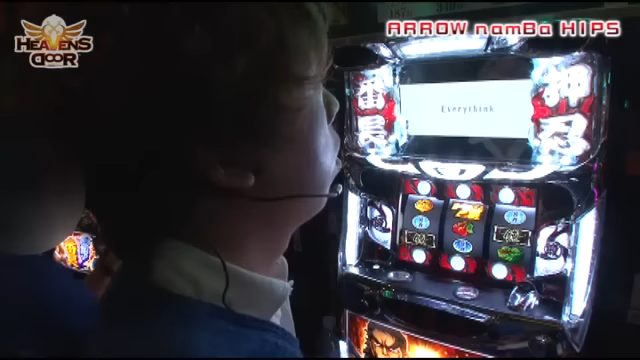 HEAVENS DOOR
ARROW namBa HIPS
番長
押忍
Everythink